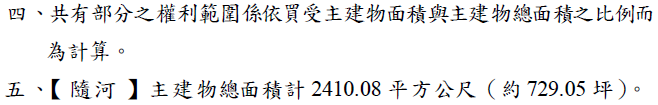 四、共有部分之權利範圍係依買受主建物面積與主建物總面積之比例而
為計算。
五、【隨河】主建物總面積計 2410.08 平方公尺（約 729.05 坪）。